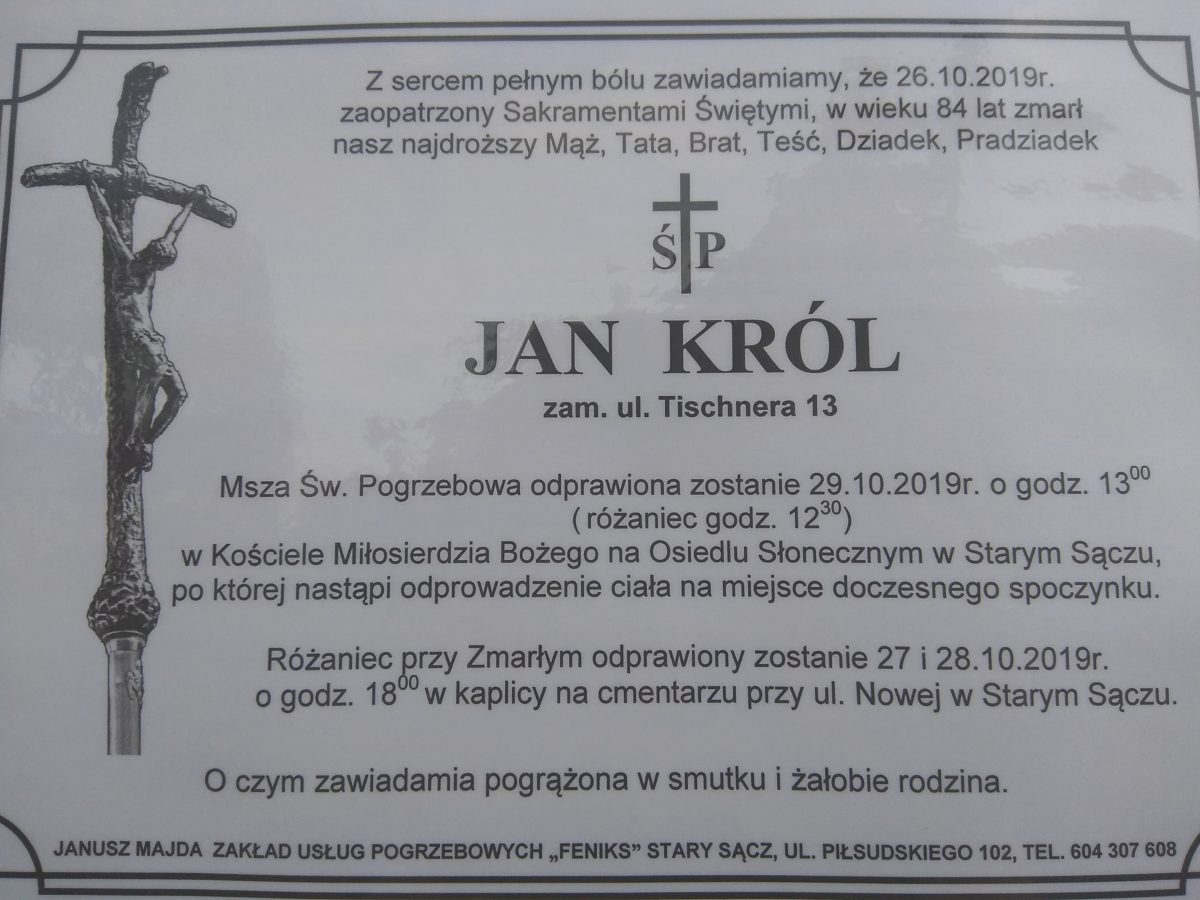 Z sercem pełnym bólu zawiadamiamy, że 26.10.2019r.
zaopatrzony Sakramentami Świętymi, w wieku 84 lat zmarł
nasz najdroższy Mąż, Tata, Brat, Teść, Dziadek, Pradziadek
Ś P
JAN KRÓL
zam. ul. Tischnera 13
Msza Św. Pogrzebowa odprawiona zostanie 29.10.2019r. o godz. 13⁰⁰
(różaniec godz. 12³⁰)
w Kościele Miłosierdzia Bożego na Osiedlu Słonecznym w Starym Sączu,
po której nastąpi odprowadzenie ciała na miejsce doczesnego spoczynku.
Różaniec przy Zmarłym odprawiony zostanie 27 i 28.10.2019r.
o godz. 18⁰⁰ w kaplicy na cmentarzu przy ul. Nowej w Starym Sączu.
O czym zawiadamia pogrążona w smutku i żałobie rodzina.
JANUSZ MAJDA ZAKŁAD USŁUG POGRZEBOWYCH „FENIKS” STARY SĄCZ, UL. PIŁSUDSKIEGO 102, TEL. 604 307 608